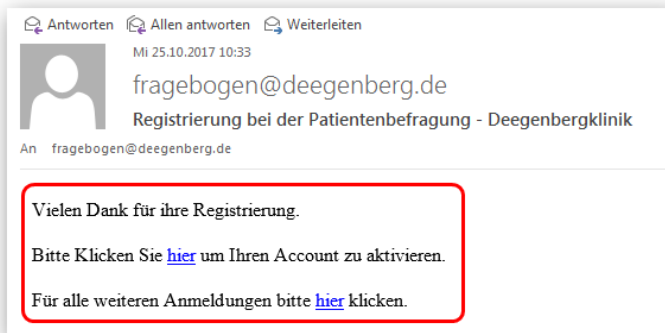 Antworten Allen antworten Weiterleiten
Mi 25.10.2017 10:33
fragebogen@deegenberg.de
Registrierung bei der Patientenbefragung - Deegenbergklinik
An fragebogen@deegenberg.de
Vielen Dank für ihre Registrierung.
Bitte Klicken Sie hier um Ihren Account zu aktivieren.
Für alle weiteren Anmeldungen bitte hier klicken.